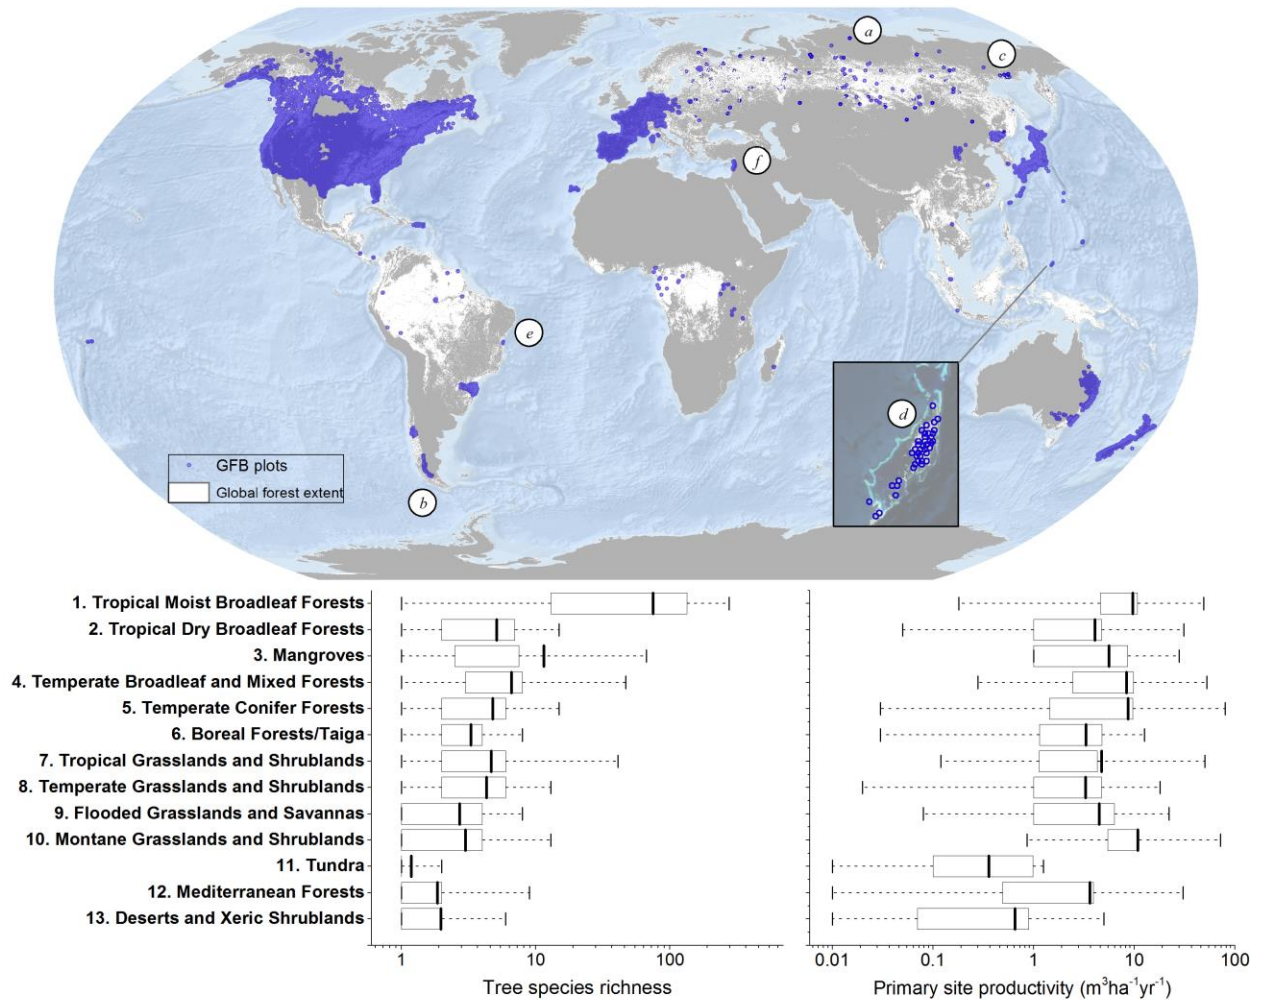 a
c
f
e
d
b
GFB plots
Global forest extent
1. Tropical Moist Broadleaf Forests
2. Tropical Dry Broadleaf Forests
3. Mangroves
4. Temperate Broadleaf and Mixed Forests
5. Temperate Conifer Forests
6. Boreal Forests/Taiga
7. Tropical Grasslands and Shrublands
8. Temperate Grasslands and Shrublands
9. Flooded Grasslands and Savannas
10. Montane Grasslands and Shrublands
11. Tundra
12. Mediterranean Forests
13. Deserts and Xeric Shrublands
1 10 100
0.01 0.1 1 10 100
Tree species richness
Primary site productivity (m³ha⁻¹yr⁻¹)